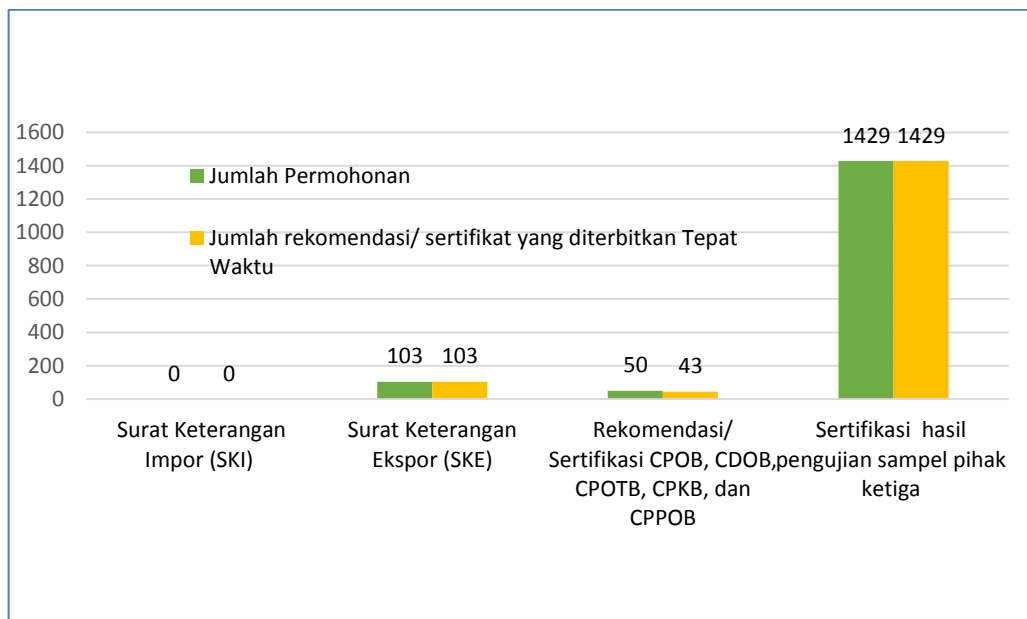 1600
1400
1200
1000
800
600
400
200
0
Jumlah Permohonan
Jumlah rekomendasi/ sertifikat yang diterbitkan Tepat
Waktu
0 0
103 103
50 43
1429 1429
Surat Keterangan
Impor (SKI)
Surat Keterangan
Ekspor (SKE)
Rekomendasi/
Sertifikasi CPOB, CDOB,
CPOTB, CPKB, dan
CPPOB
Sertifikasi hasil
pengujian sampel pihak
ketiga